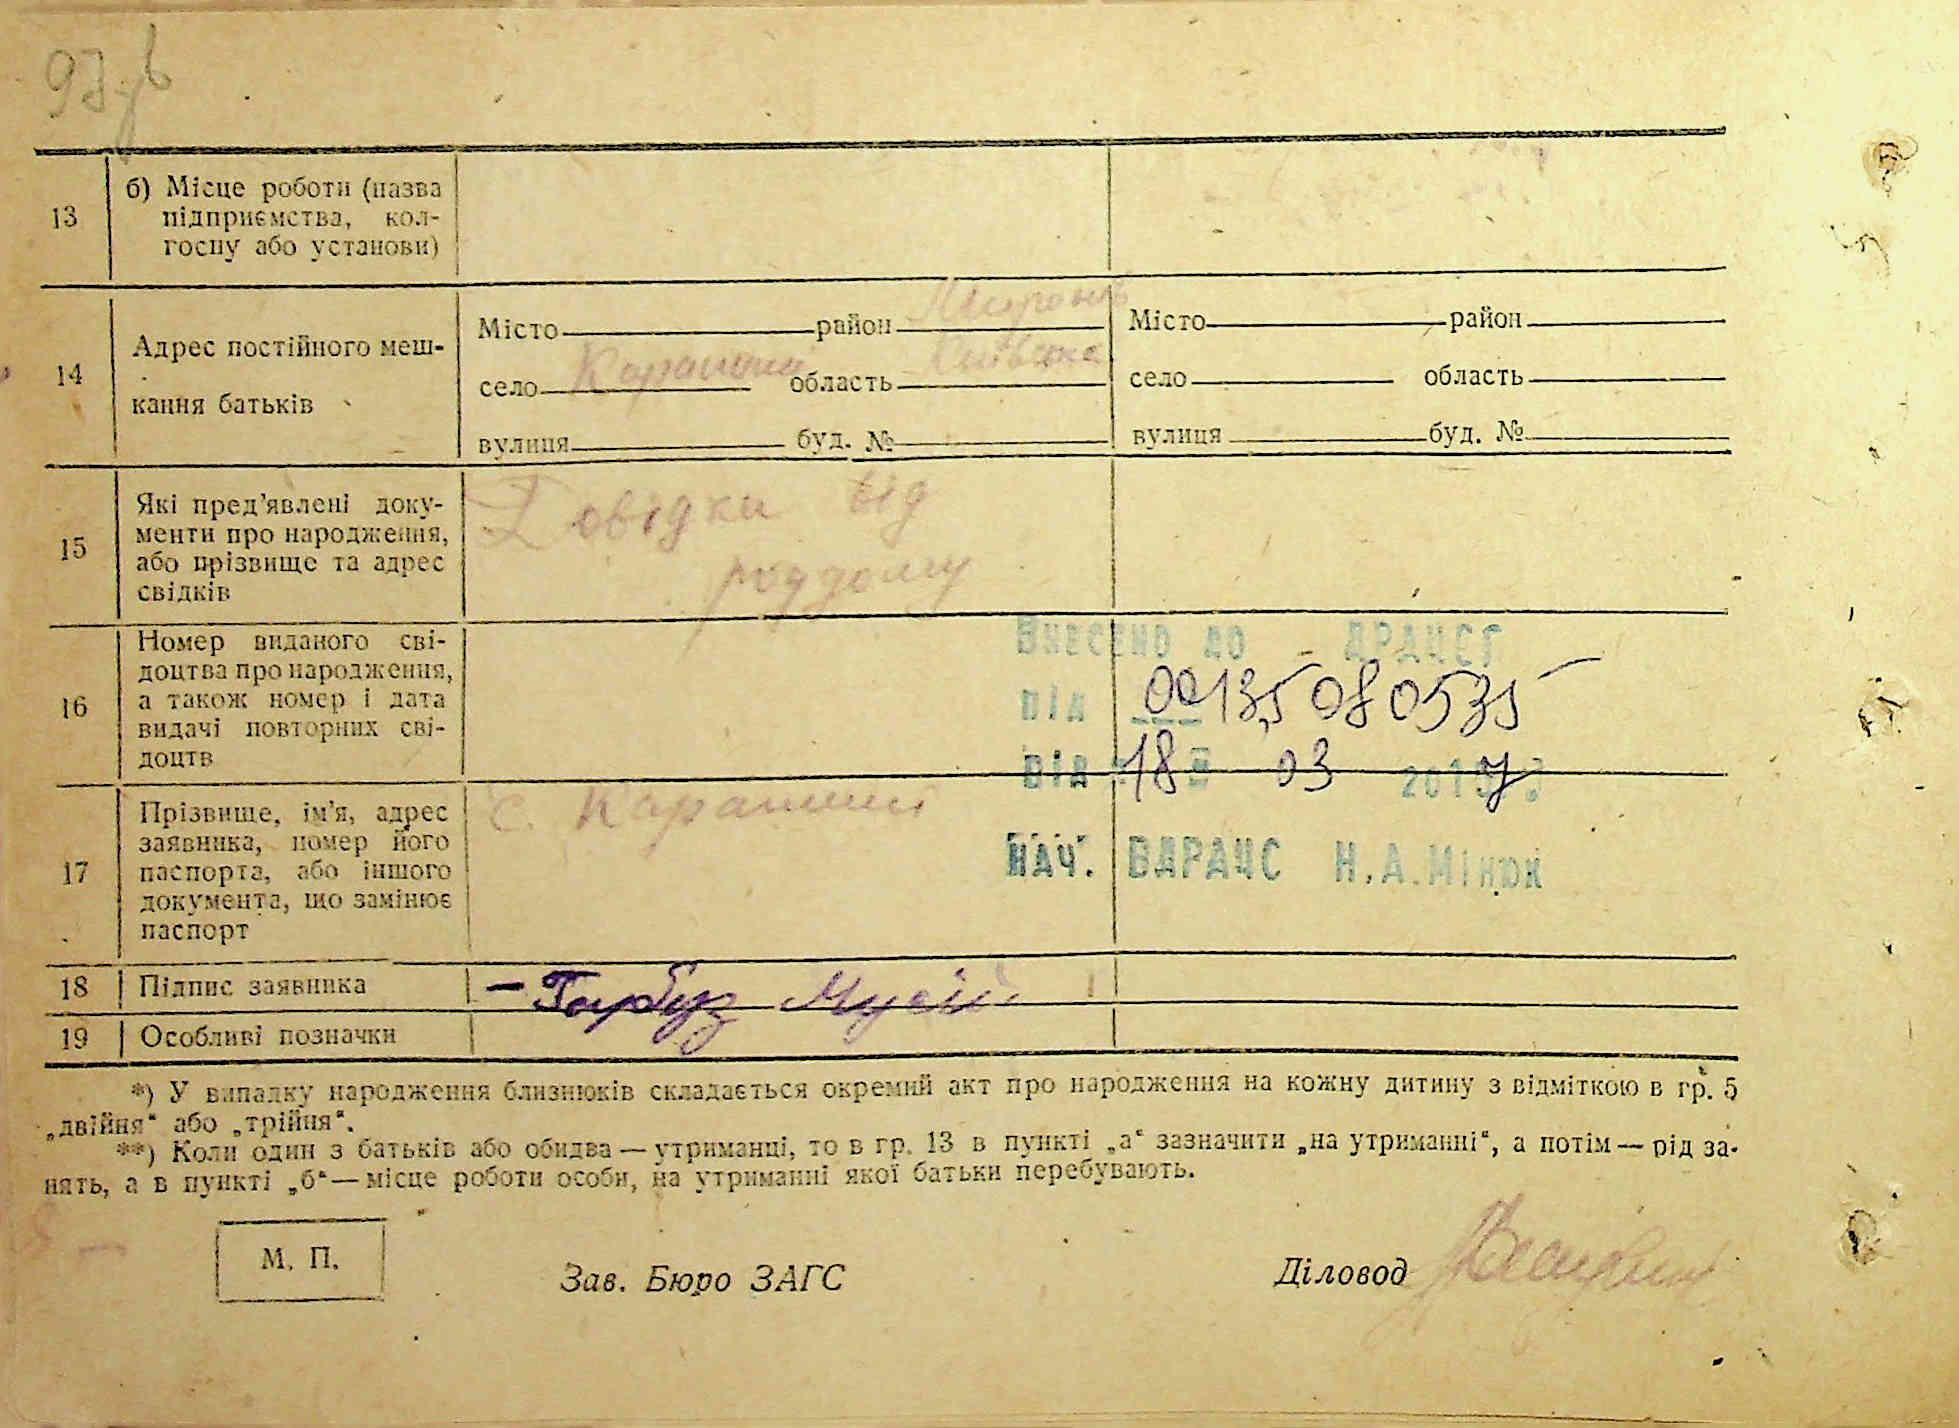 13
б) Місце роботи (назва
підприємства, кол-
госпу або установи)
14
Адрес постійного меш-
кання батьків
Місто район
село Карапиші область Київська
вулиця буд. №
Місто район
село область
вулиця буд. №
15
Які пред'явлені доку-
менти про народження,
або прізвище та адрес
свідків
Довідки від
роддому
16
Номер виданого сві-
доцтва про народження,
а також номер і дата
видачі повторних сві-
доцтв
Внесено до ДРАЦСГ
від 00135080535
від 18 03 201
нач. ВДРАЦС Н.А.Мінюк
17
Прізвище, ім'я, адрес
заявника, номер його
паспорта, або іншого
документа, що замінює
паспорт
с. Карапиші
18
Підпис заявника
– Гарбуз Мусій
19
Особливі позначки
*) У випадку народження близнюків складається окремий акт про народження на кожну дитину з відміткою в гр. 5
„двійня“ або „трійня“.
**) Коли один з батьків або обидва — утриманці, то в гр. 13 в пункті „а“ зазначити „на утриманні“, а потім — рід за-
нять, а в пункті „б“ — місце роботи особи, на утриманні якої батьки перебувають.
М. П.
Зав. Бюро ЗАГС
Діловод